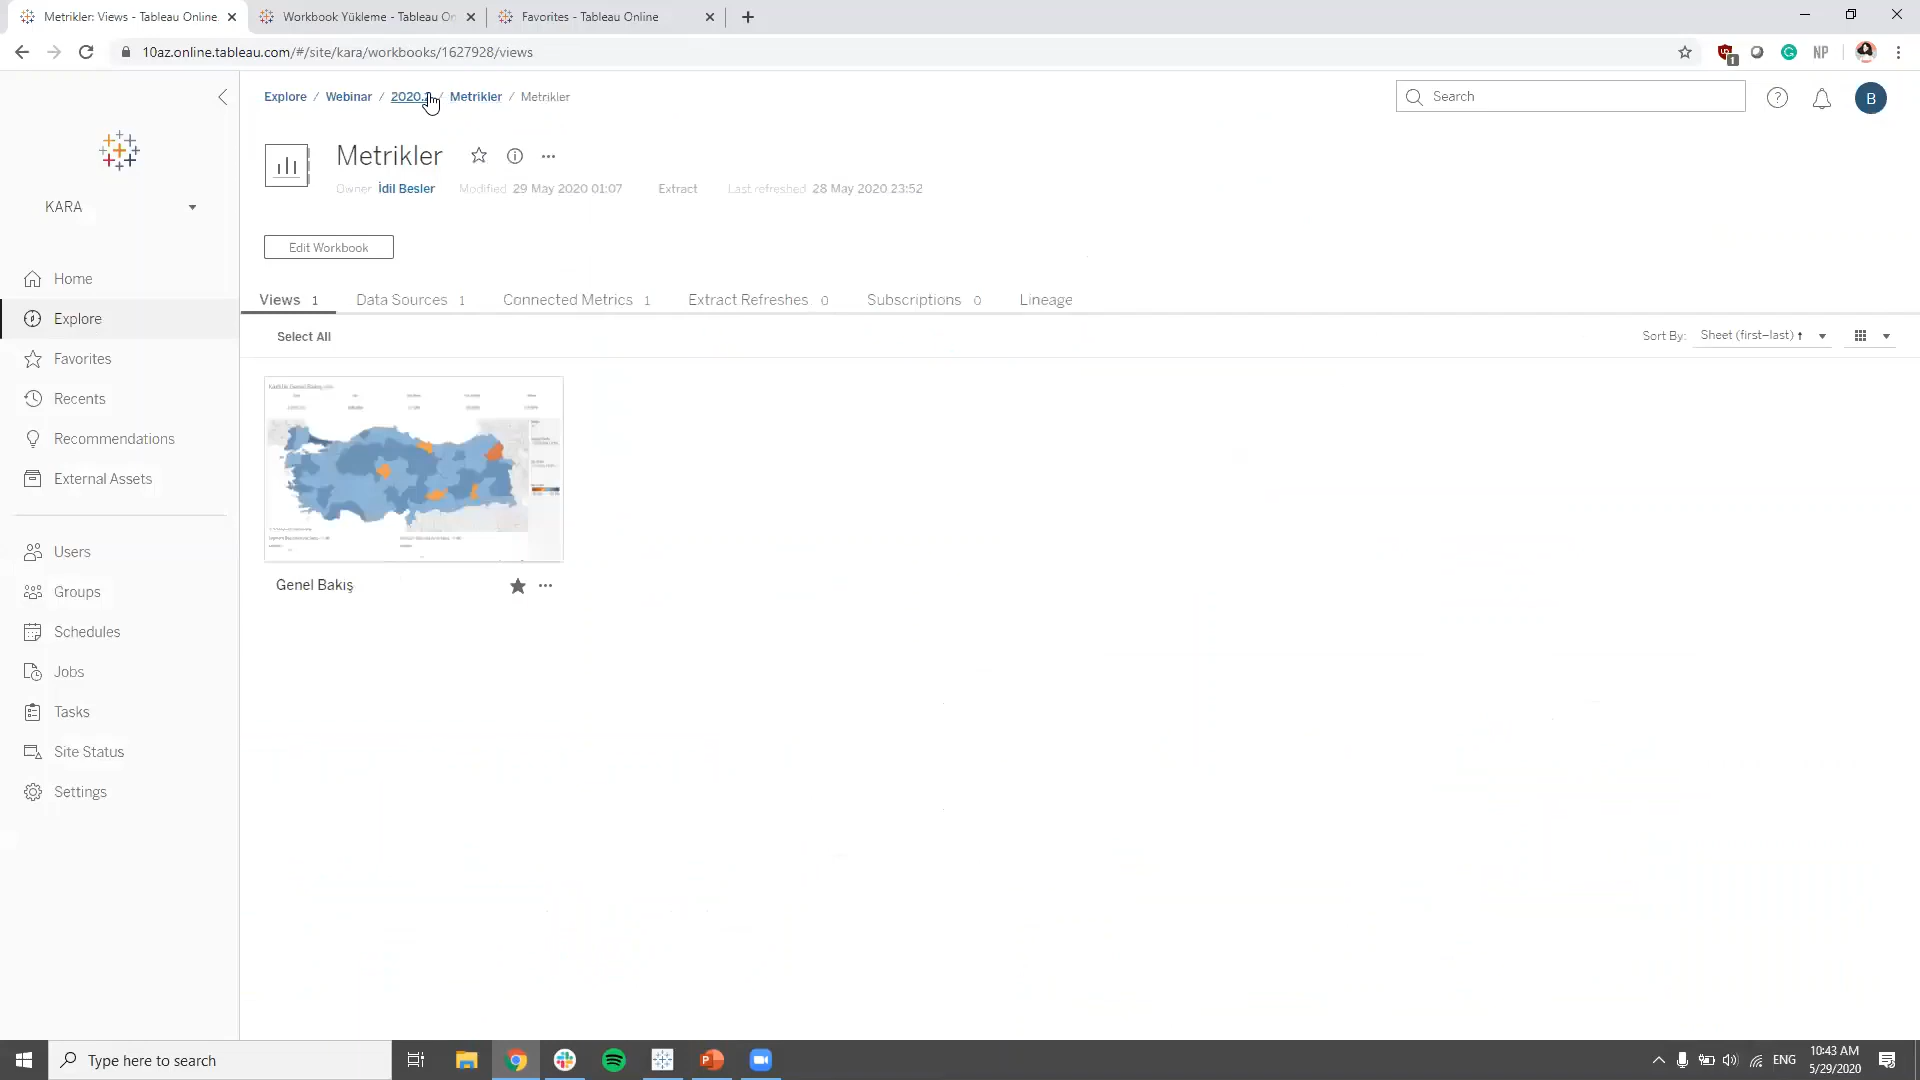 Metrikler: Views - Tableau Online
Workbook Yükleme - Tableau On
Favorites - Tableau Online
10az.online.tableau.com/#/site/kara/workbooks/1627928/views
1
NP
Explore / Webinar / 2020. / Metrikler / Metrikler
Search
B
Metrikler
Owner İdil Besler Modified 29 May 2020 01:07 Extract Last refreshed 28 May 2020 23:52
KARA
Edit Workbook
Home
Explore
Favorites
Recents
Recommendations
External Assets
Users
Groups
Schedules
Jobs
Tasks
Site Status
Settings
Views 1 Data Sources 1 Connected Metrics 1 Extract Refreshes 0 Subscriptions 0 Lineage
Select All
Sort By: Sheet (first–last) ↑
Genel Bakış
Type here to search
ENG
10:43 AM
5/29/2020